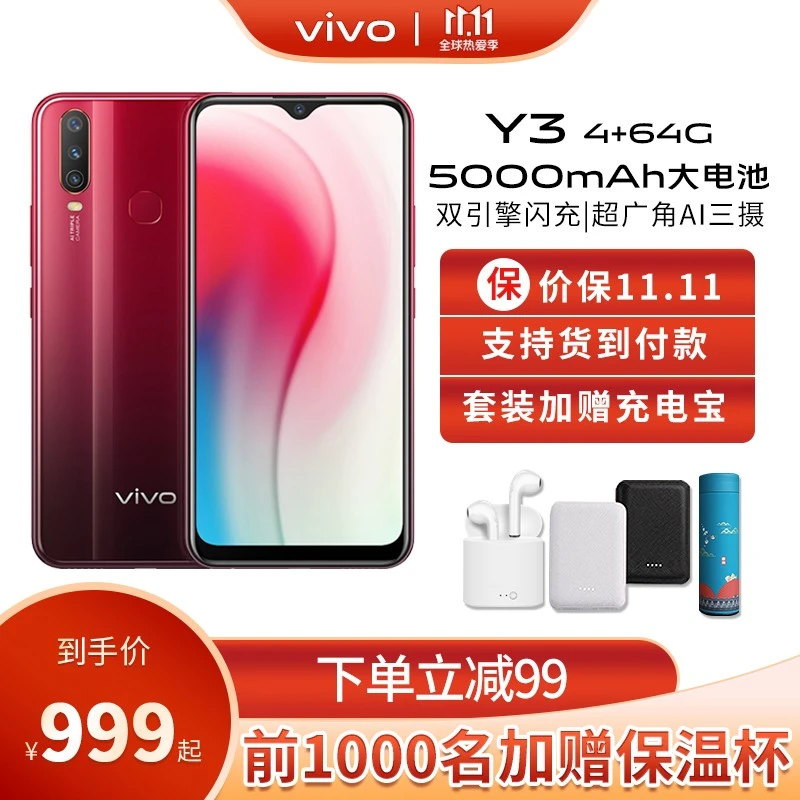 vivo
11.11
全球热爱季
Y3 4+64G
5000mAh大电池
双引擎闪充|超广角AI三摄
保 价保11.11
支持货到付款
套装加赠充电宝
AI TRIPLE
CAMERA
vivo
到手价
¥999起
下单立减99
前1000名加赠保温杯